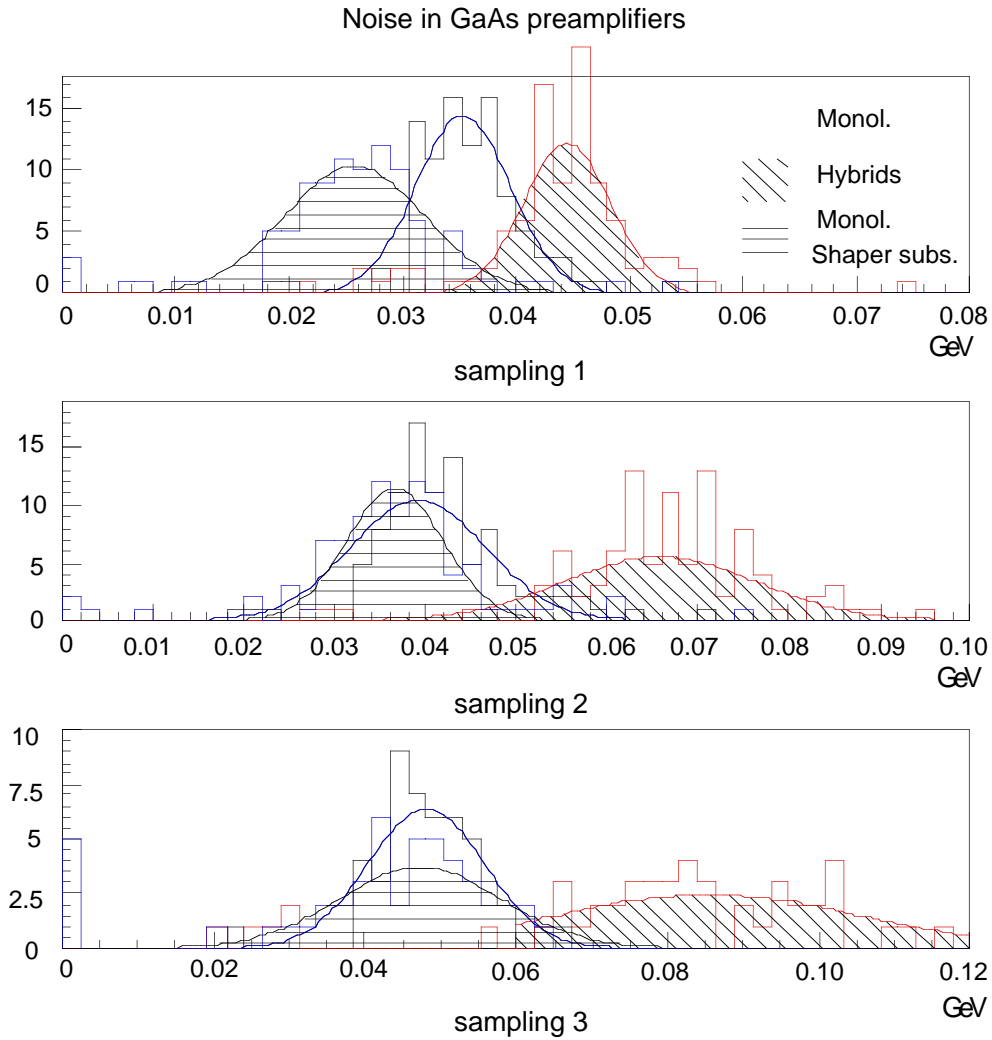 Noise in GaAs preamplifiers
15
10
5
0
Monol.
Hybrids
Monol.
Shaper subs.
0 0.01 0.02 0.03 0.04 0.05 0.06 0.07 0.08
GeV
sampling 1
15
10
5
0
0 0.01 0.02 0.03 0.04 0.05 0.06 0.07 0.08 0.09 0.10
GeV
sampling 2
10
7.5
5
2.5
0
0 0.02 0.04 0.06 0.08 0.10 0.12
GeV
sampling 3